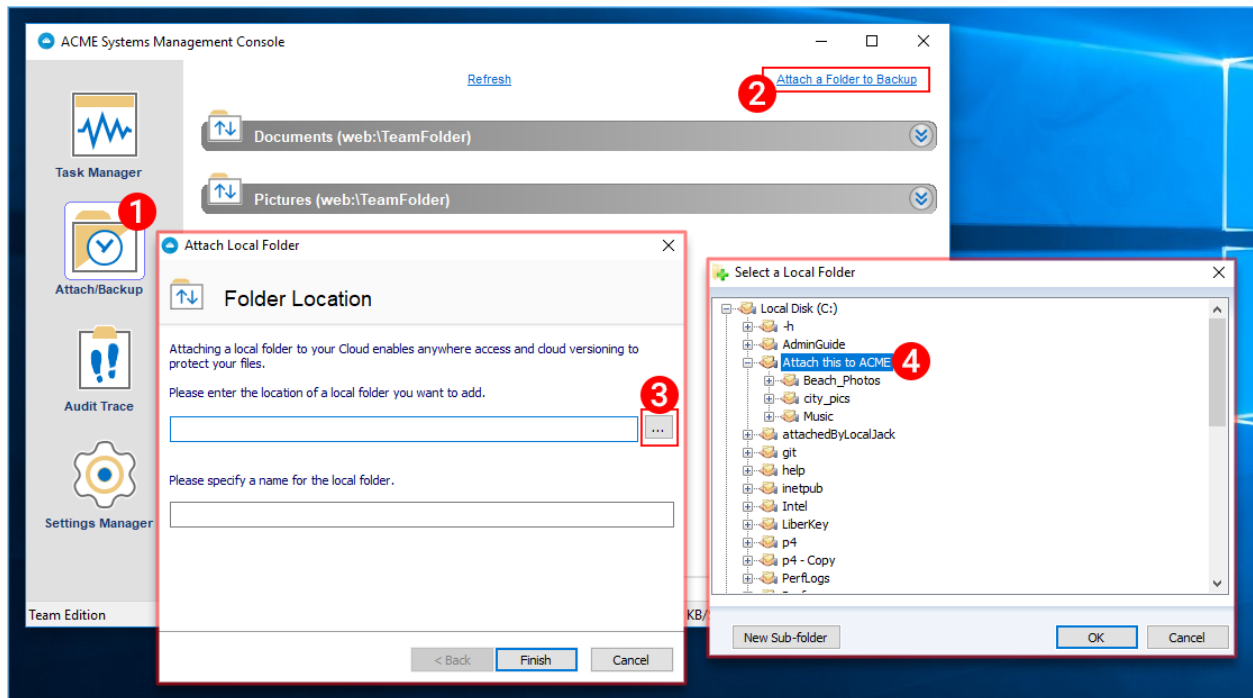 ACME Systems Management Console
Refresh
Attach a Folder to Backup
2
Documents (web:\TeamFolder)
Task Manager
Pictures (web:\TeamFolder)
1
Attach/Backup
Audit Trace
Settings Manager
Team Edition
KB/
Attach Local Folder
Folder Location
Attaching a local folder to your Cloud enables anywhere access and cloud versioning to
protect your files.
Please enter the location of a local folder you want to add.
3
...
Please specify a name for the local folder.
< Back
Finish
Cancel
Select a Local Folder
Local Disk (C:)
-h
AdminGuide
Attach this to ACME
4
Beach_Photos
city_pics
Music
attachedByLocalJack
git
help
inetpub
Intel
LiberKey
p4
p4 - Copy
PerfLogs
New Sub-folder
OK
Cancel